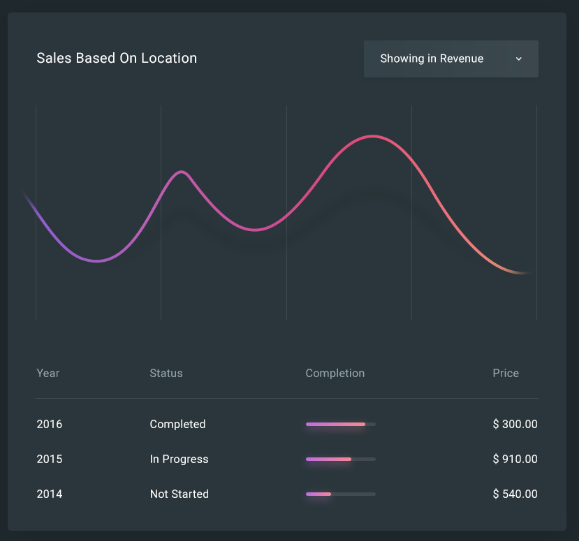 Sales Based On Location
Showing in Revenue
Year Status Completion Price
2016 Completed $ 300.00
2015 In Progress $ 910.00
2014 Not Started $ 540.00